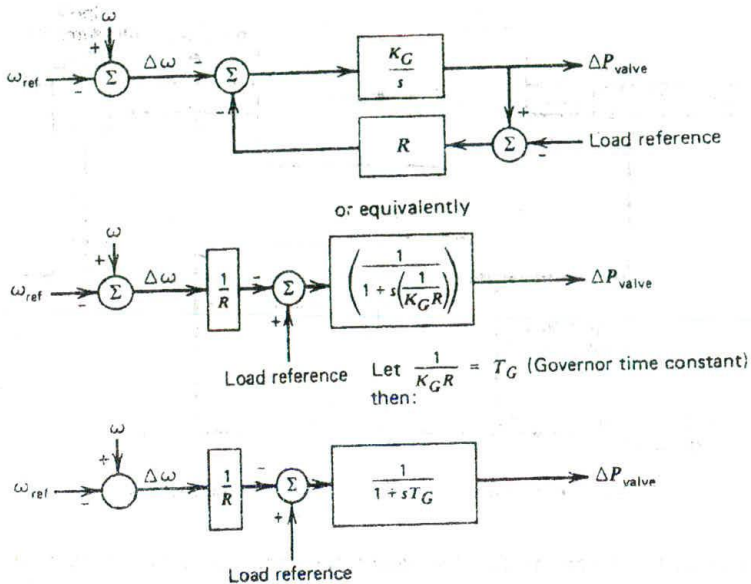 ω
+
ω_ref
-
Σ
Δω
-
Σ
-
K_G
s
ΔP_valve
R
+
Σ
-
Load reference
or equivalently
ω
+
ω_ref
-
Σ
Δω
1
R
-
Σ
+
(1 / (1 + s(1 / K_G R)))
ΔP_valve
Load reference
Let 1 / K_G R = T_G (Governor time constant)
then:
ω
+
ω_ref
-
Δω
1
R
-
Σ
+
1
1 + sT_G
ΔP_valve
Load reference